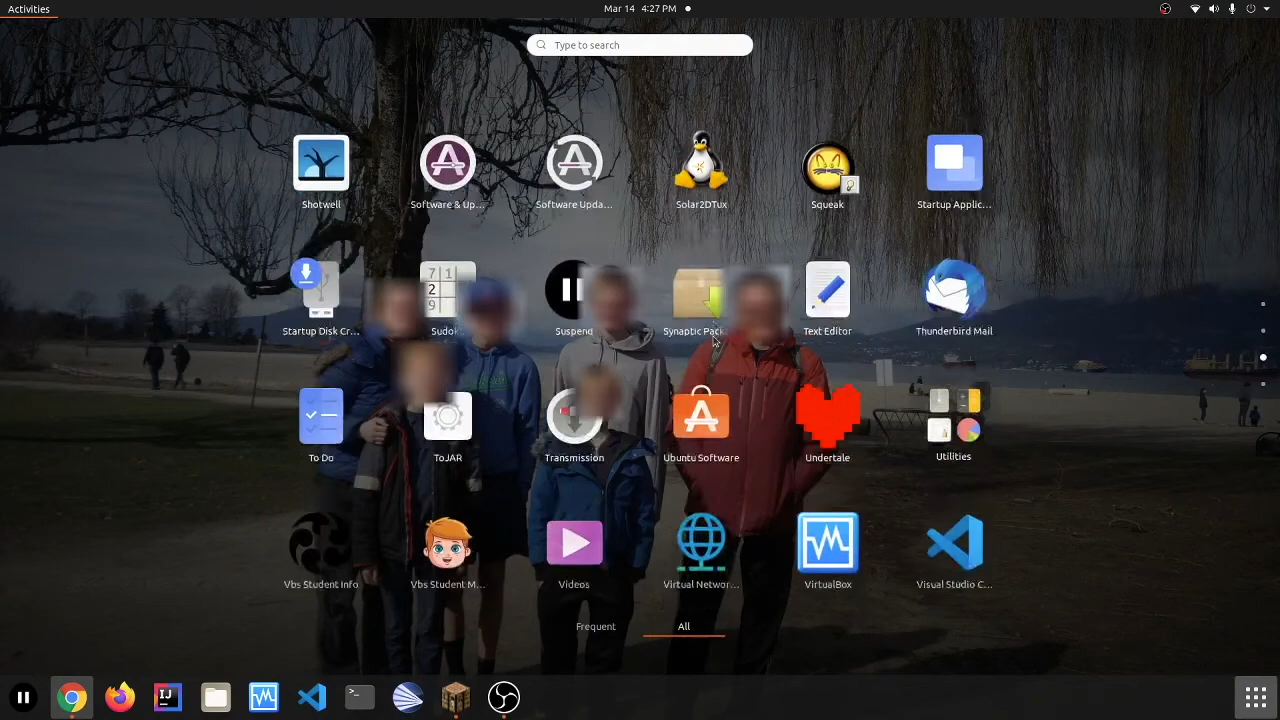 Activities
Mar 14 4:27 PM
Type to search
Shotwell
Software & Up...
Software Upda...
Solar2DTux
Squeak
Startup Applic...
Startup Disk Cr...
Sudok
Suspend
Synaptic Pack
Text Editor
Thunderbird Mail
To Do
ToJAR
Transmission
Ubuntu Software
Undertale
Utilities
Vbs Student Info
Vbs Student M...
Videos
Virtual Networ...
VirtualBox
Visual Studio C...
Frequent
All